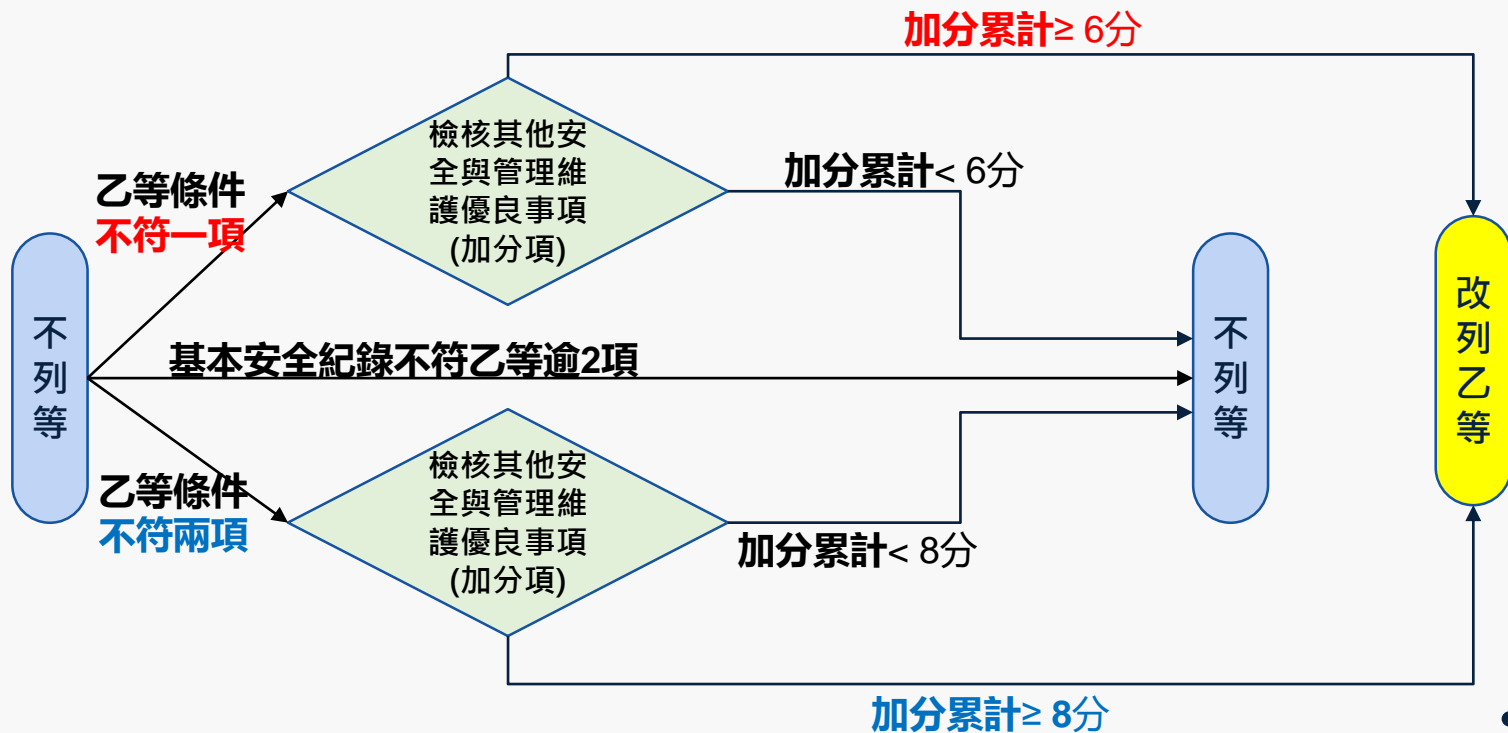 加分累計≥ 6分
檢核其他安
全與管理維
護優良事項
(加分項)
加分累計< 6分
乙等條件
不符一項
不列等
基本安全紀錄不符乙等逾2項
不列等
改列乙等
乙等條件
不符兩項
檢核其他安
全與管理維
護優良事項
(加分項)
加分累計< 8分
加分累計≥ 8分